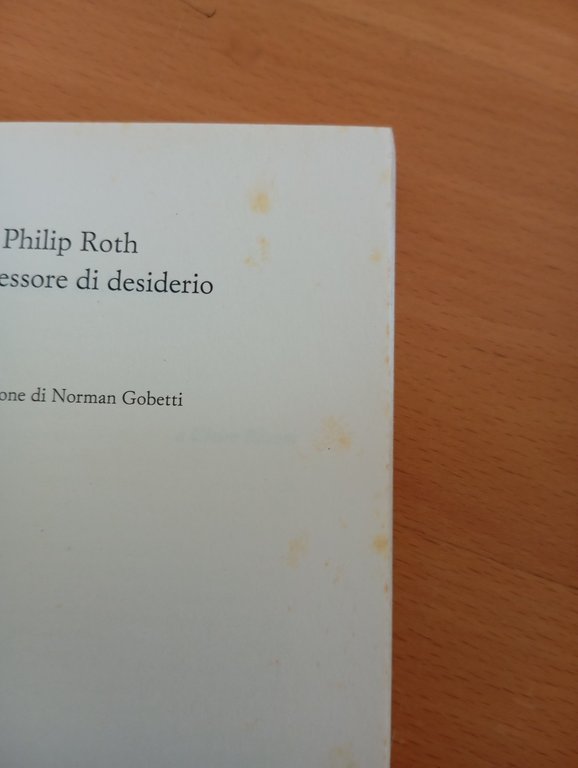 Philip Roth
essore di desiderio
one di Norman Gobetti